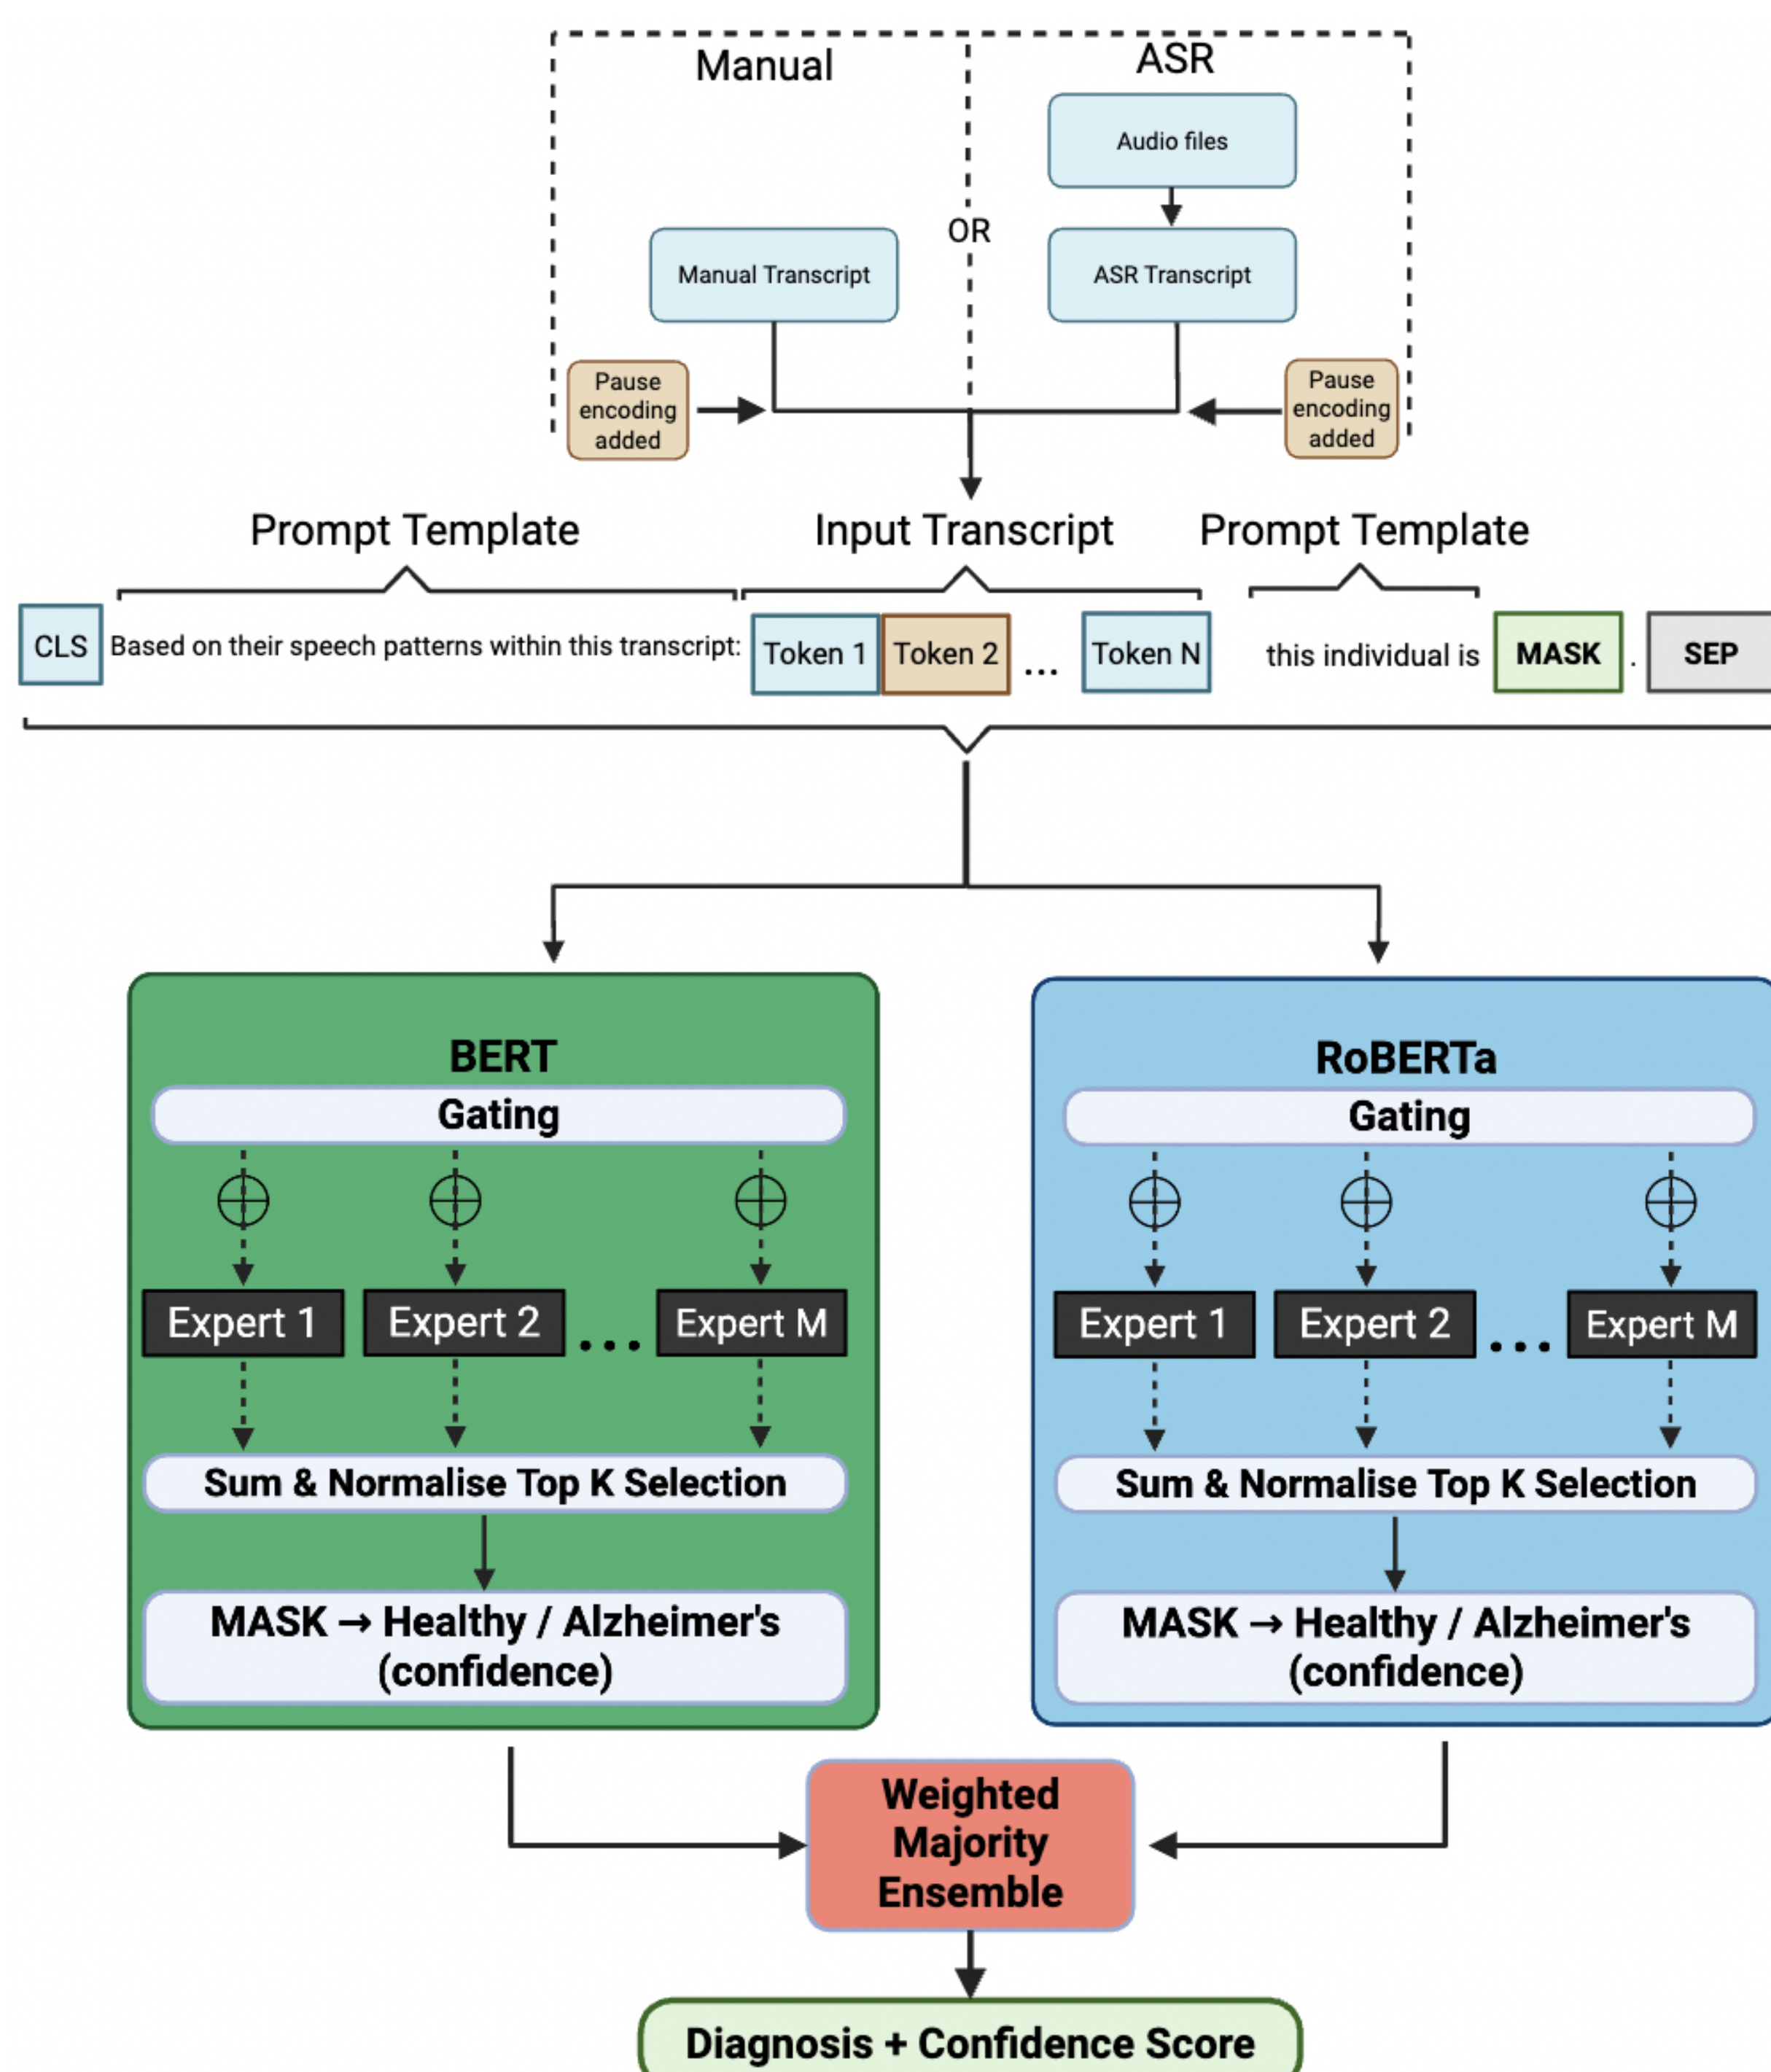 Manual
ASR
Audio files
OR
Manual Transcript
ASR Transcript
Pause
encoding
added
Pause
encoding
added
Prompt Template
Input Transcript
Prompt Template
CLS
Based on their speech patterns within this transcript:
Token 1
Token 2
...
Token N
this individual is
MASK
.
SEP
BERT
Gating
Expert 1
Expert 2
...
Expert M
Sum & Normalise Top K Selection
MASK → Healthy / Alzheimer's
(confidence)
RoBERTa
Gating
Expert 1
Expert 2
...
Expert M
Sum & Normalise Top K Selection
MASK → Healthy / Alzheimer's
(confidence)
Weighted
Majority
Ensemble
Diagnosis + Confidence Score